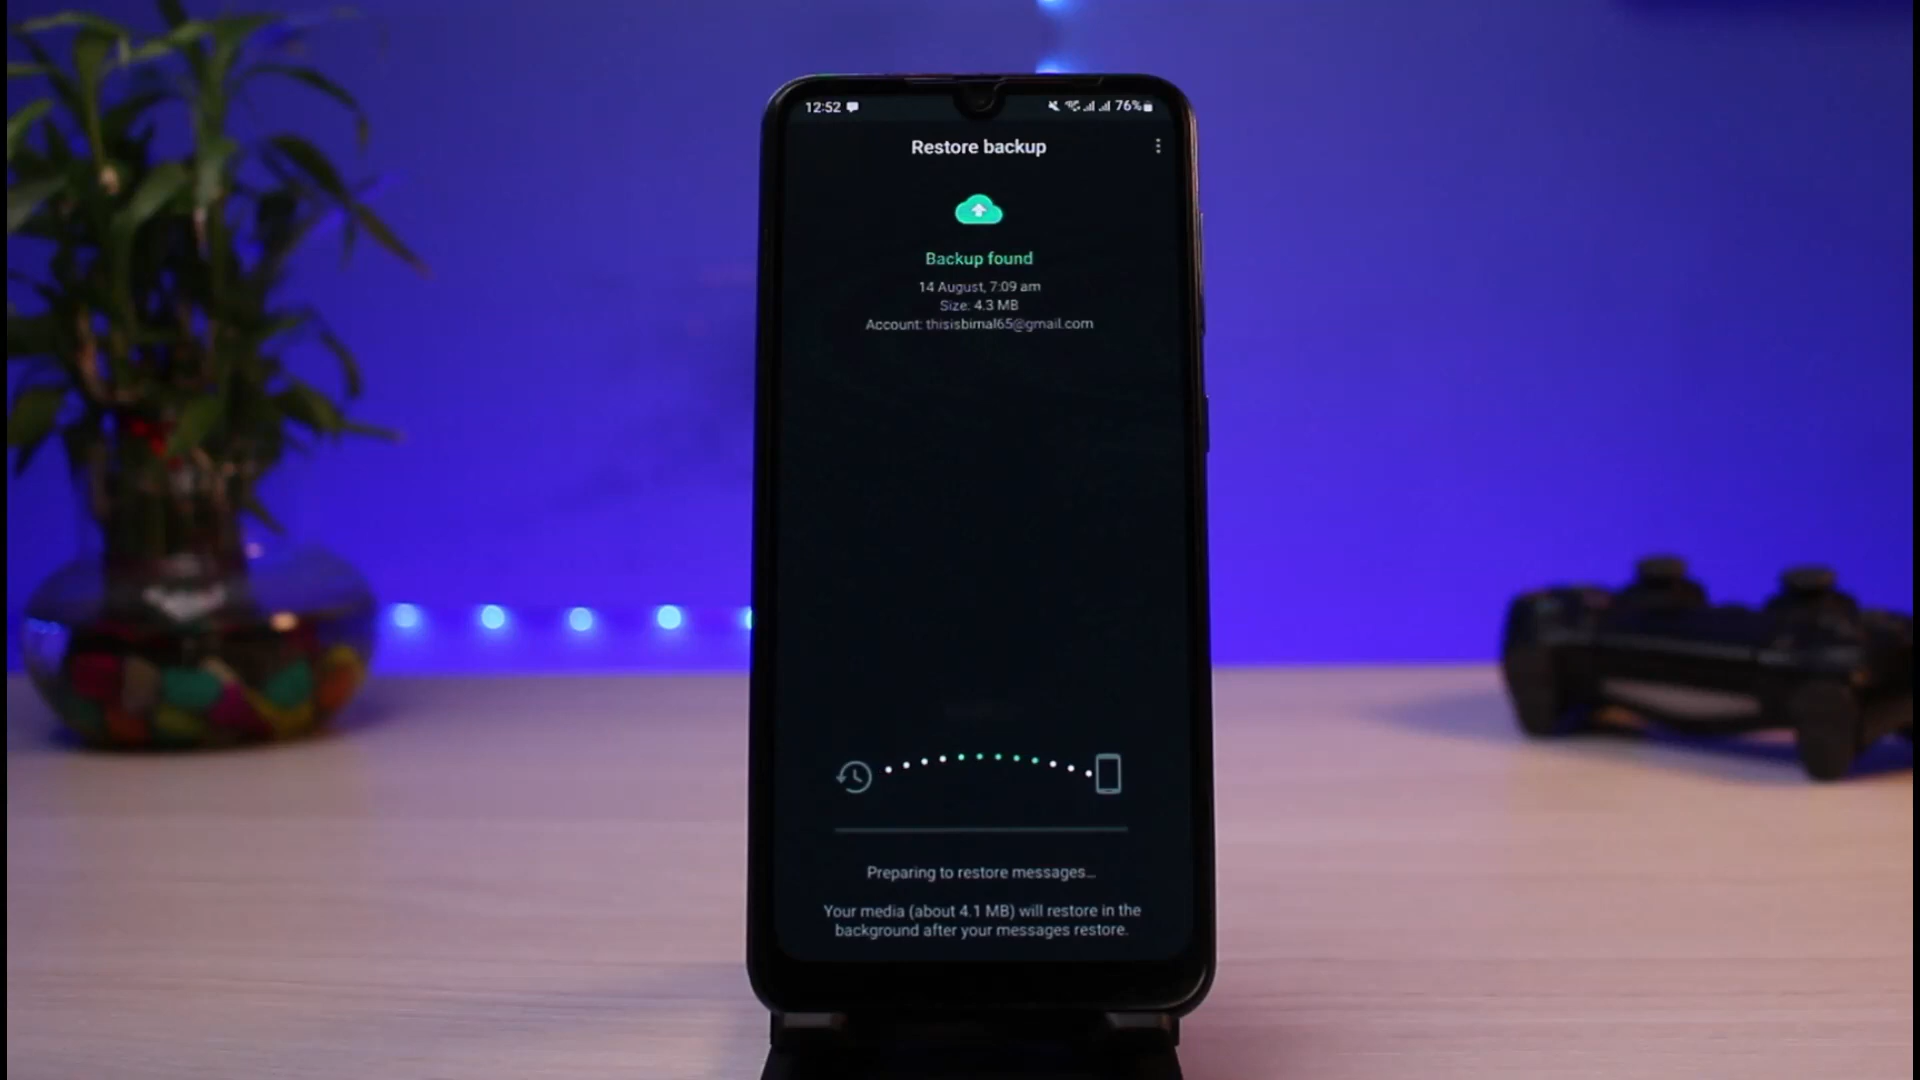 12:52
76%
Restore backup
Backup found
14 August, 7:09 am
Size: 4.3 MB
Account: thisisbimal65@gmail.com
Preparing to restore messages...
Your media (about 4.1 MB) will restore in the
background after your messages restore.